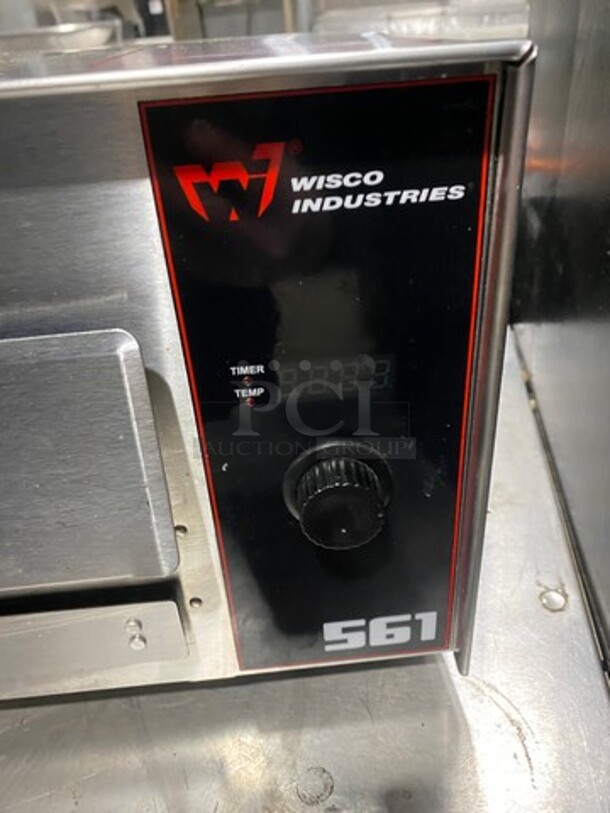 WISCO
INDUSTRIES
TIMER
TEMP
PCI
AUCTION GROUP
561